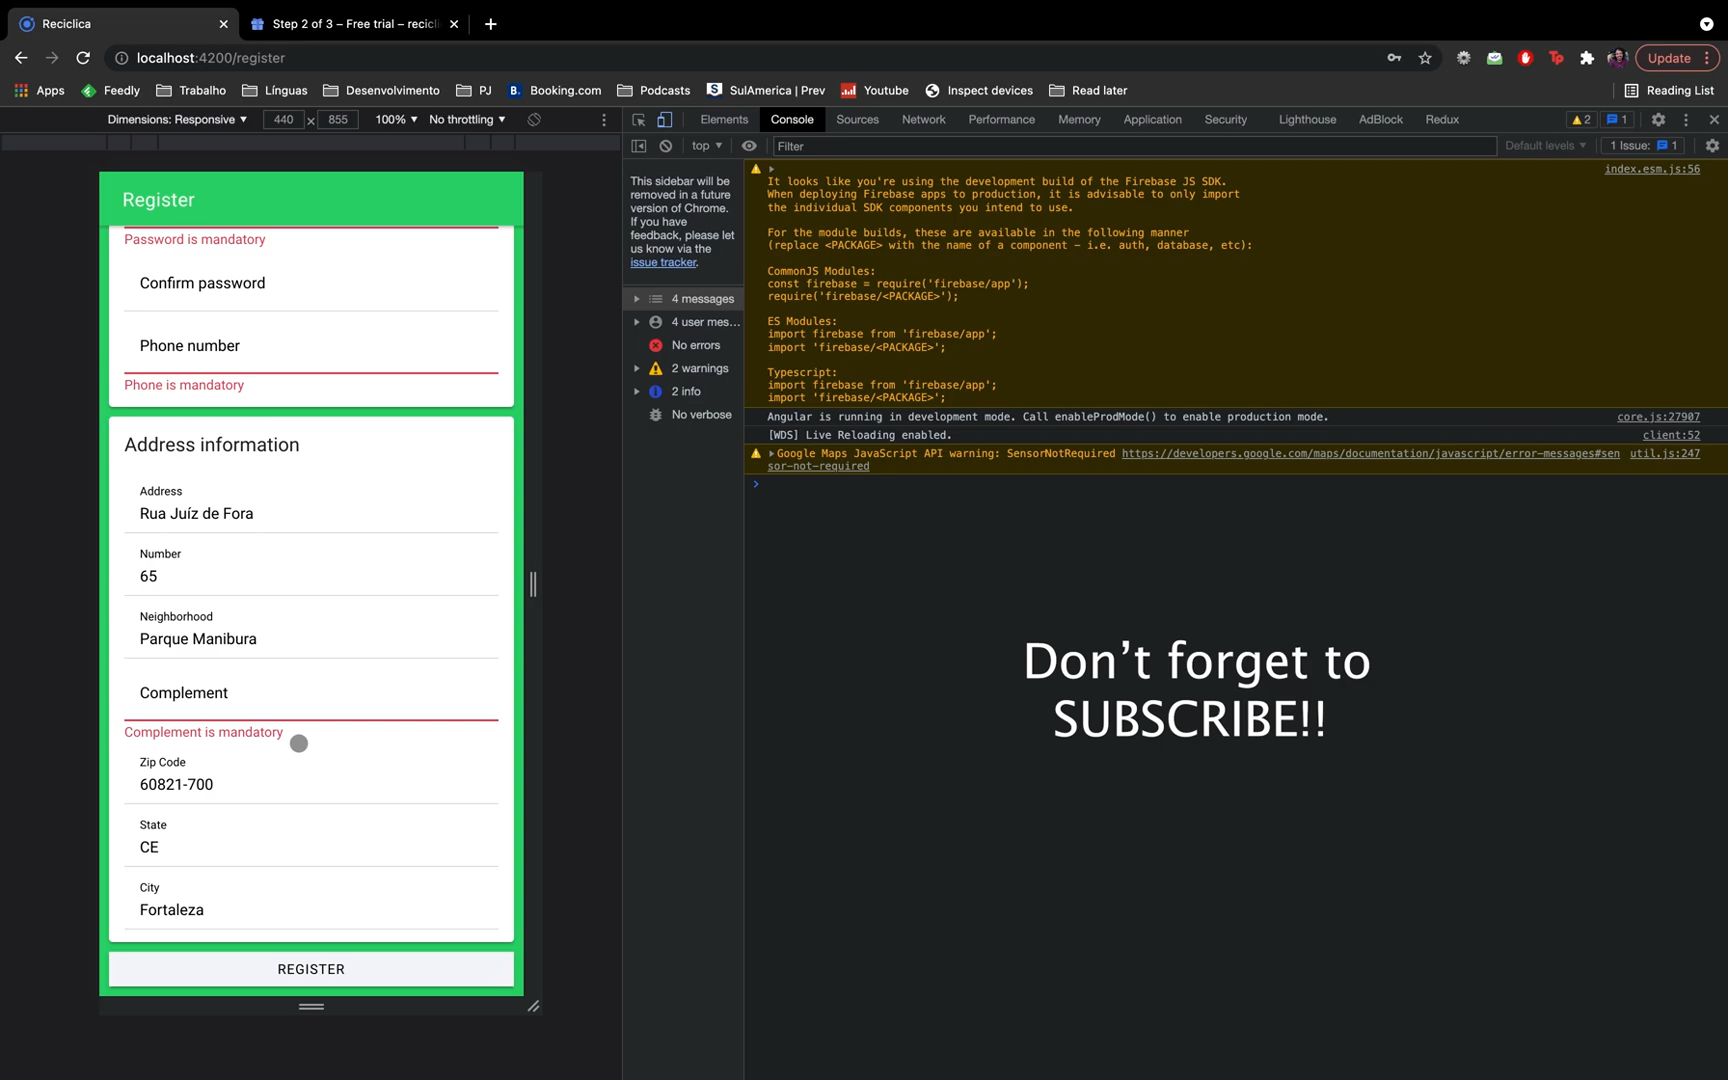 Reciclica
Step 2 of 3 – Free trial – recicli
localhost:4200/register
Update
Apps
Feedly
Trabalho
Línguas
Desenvolvimento
PJ
Booking.com
Podcasts
SulAmerica | Prev
Youtube
Inspect devices
Read later
Reading List
Dimensions: Responsive
440 x 855
100%
No throttling
Elements
Console
Sources
Network
Performance
Memory
Application
Security
Lighthouse
AdBlock
Redux
2
1
top
Filter
Default levels
1 Issue: 1
Register
Password is mandatory
Confirm password
Phone number
Phone is mandatory
Address information
Address
Rua Juíz de Fora
Number
65
Neighborhood
Parque Manibura
Complement
Complement is mandatory
Zip Code
60821-700
State
CE
City
Fortaleza
REGISTER
This sidebar will be
removed in a future
version of Chrome.
If you have
feedback, please let
us know via the
issue tracker.
4 messages
4 user mes...
No errors
2 warnings
2 info
No verbose
index.esm.js:56
It looks like you're using the development build of the Firebase JS SDK.
When deploying Firebase apps to production, it is advisable to only import
the individual SDK components you intend to use.
For the module builds, these are available in the following manner
(replace <PACKAGE> with the name of a component - i.e. auth, database, etc):
CommonJS Modules:
const firebase = require('firebase/app');
require('firebase/<PACKAGE>');
ES Modules:
import firebase from 'firebase/app';
import 'firebase/<PACKAGE>';
Typescript:
import firebase from 'firebase/app';
import 'firebase/<PACKAGE>';
Angular is running in development mode. Call enableProdMode() to enable production mode. core.js:27907
[WDS] Live Reloading enabled. client:52
Google Maps JavaScript API warning: SensorNotRequired https://developers.google.com/maps/documentation/javascript/error-messages#sen util.js:247
sor-not-required
Don't forget to
SUBSCRIBE!!